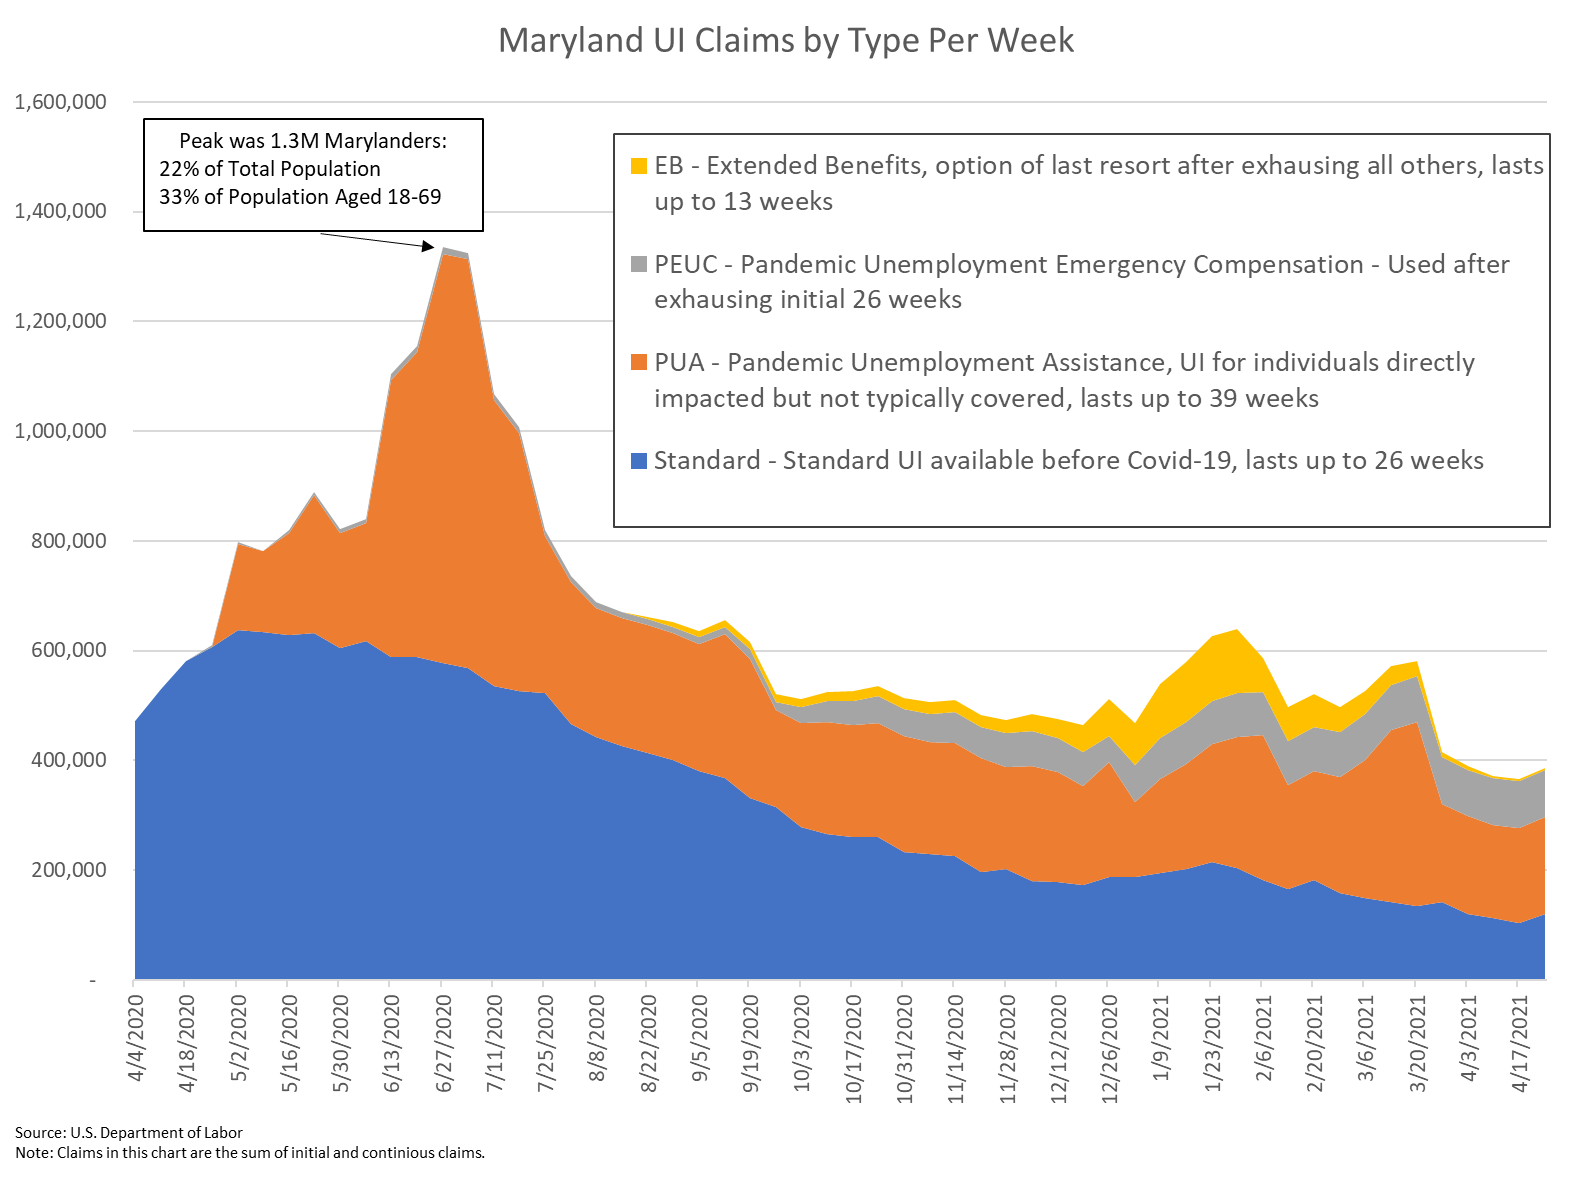 Maryland UI Claims by Type Per Week
1,600,000
1,400,000
1,200,000
1,000,000
800,000
600,000
400,000
200,000
-
Peak was 1.3M Marylanders:
22% of Total Population
33% of Population Aged 18-69
EB - Extended Benefits, option of last resort after exhausing all others, lasts
up to 13 weeks
PEUC - Pandemic Unemployment Emergency Compensation - Used after
exhausing initial 26 weeks
PUA - Pandemic Unemployment Assistance, UI for individuals directly
impacted but not typically covered, lasts up to 39 weeks
Standard - Standard UI available before Covid-19, lasts up to 26 weeks
4/4/2020
4/18/2020
5/2/2020
5/16/2020
5/30/2020
6/13/2020
6/27/2020
7/11/2020
7/25/2020
8/8/2020
8/22/2020
9/5/2020
9/19/2020
10/3/2020
10/17/2020
10/31/2020
11/14/2020
11/28/2020
12/12/2020
12/26/2020
1/9/2021
1/23/2021
2/6/2021
2/20/2021
3/6/2021
3/20/2021
4/3/2021
4/17/2021
Source: U.S. Department of Labor
Note: Claims in this chart are the sum of initial and continious claims.